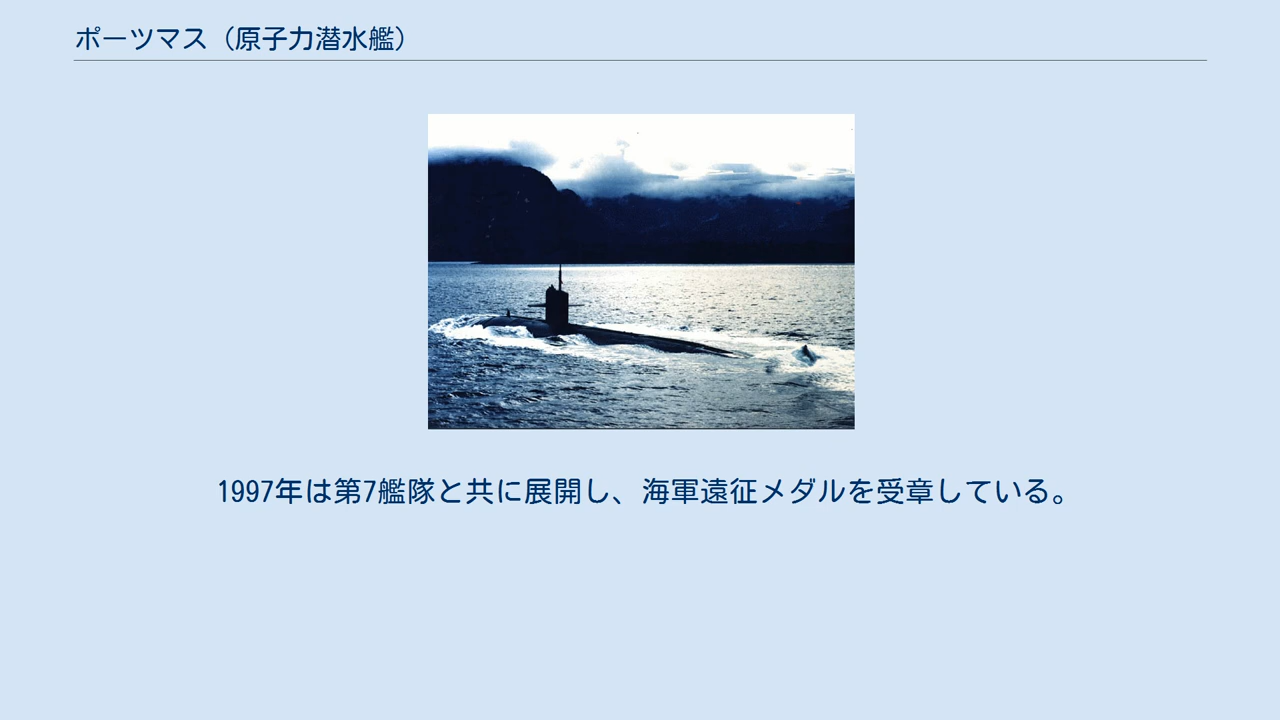 ポーツマス（原子力潜水艦）
1997年は第7艦隊と共に展開し、海軍遠征メダルを受章している。